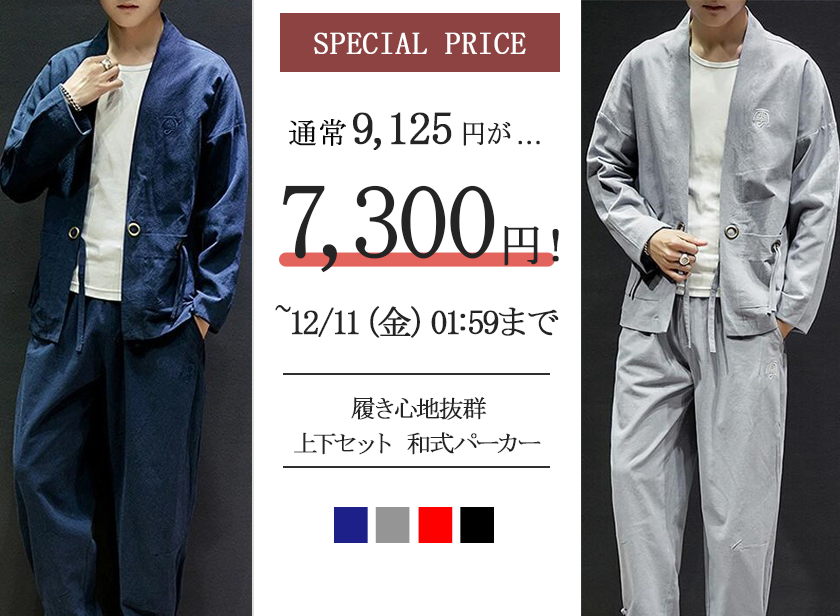 SPECIAL PRICE
通常9,125円が...
7,300円!
~12/11(金)01:59まで
履き心地抜群
上下セット 和式パーカー